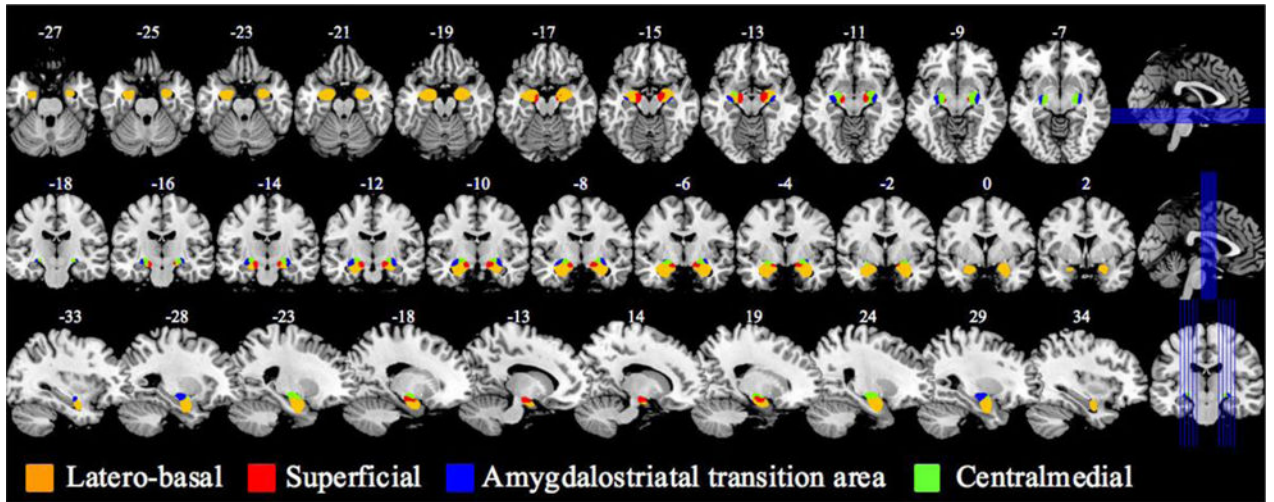 -27 -25 -23 -21 -19 -17 -15 -13 -11 -9 -7
-18 -16 -14 -12 -10 -8 -6 -4 -2 0 2
-33 -28 -23 -18 -13 14 19 24 29 34
Latero-basal Superficial Amygdalostriatal transition area Centralmedial